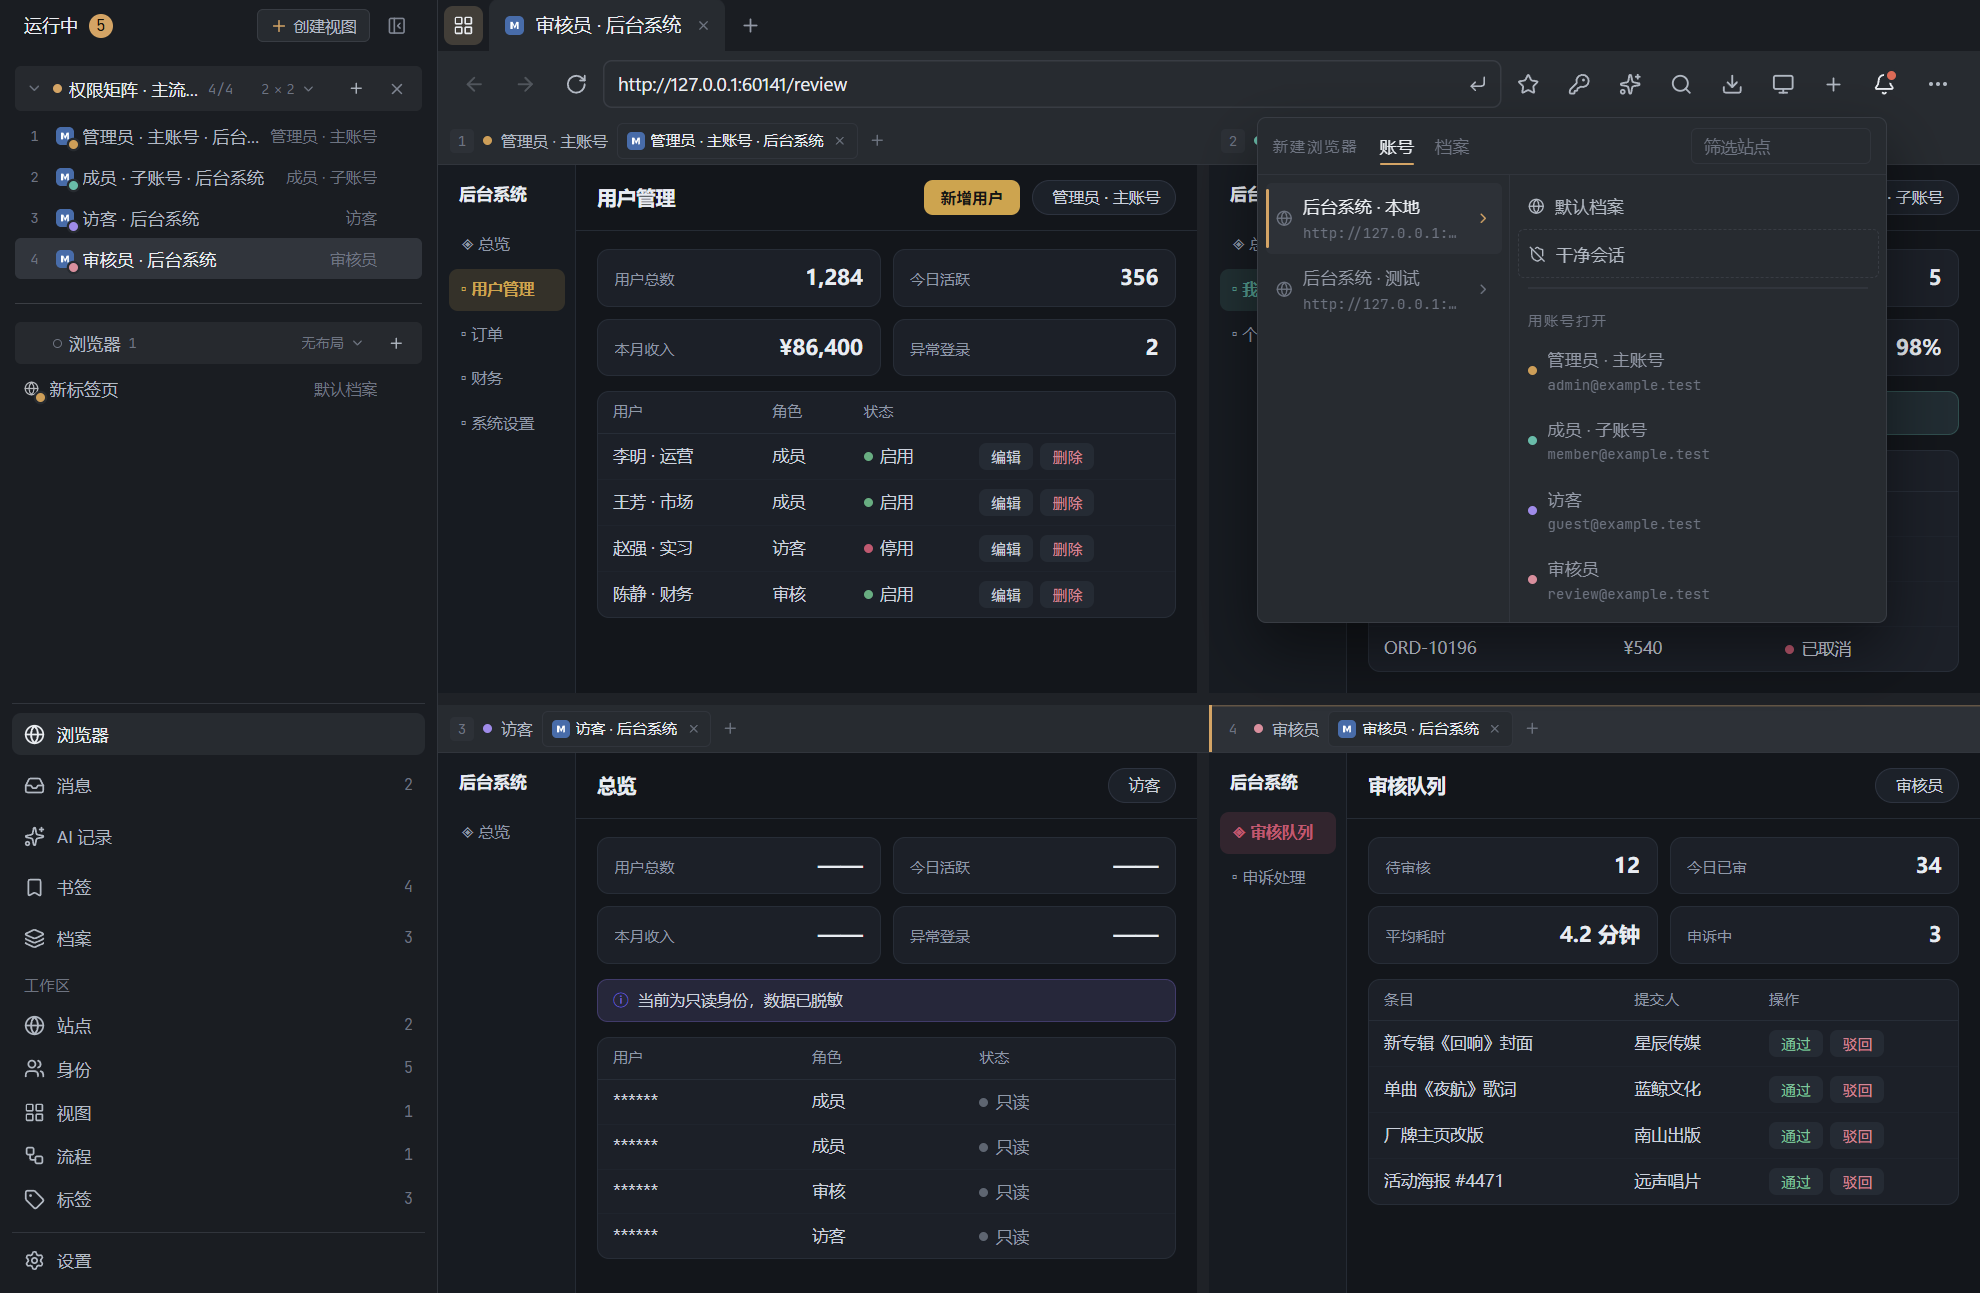 运行中 5
创建视图
权限矩阵 · 主流... 4/4 2 × 2
1 M 管理员 · 主账号 · 后台... 管理员 · 主账号
2 M 成员 · 子账号 · 后台系统 成员 · 子账号
3 M 访客 · 后台系统 访客
4 M 审核员 · 后台系统 审核员
浏览器 1 无布局
新标签页 默认档案
浏览器
消息 2
AI 记录
书签 4
档案 3
工作区
站点 2
身份 5
视图 1
流程 1
标签 3
设置
M 审核员 · 后台系统
http://127.0.0.1:60141/review
1 管理员 · 主账号 M 管理员 · 主账号 · 后台系统
后台系统
总览
用户管理
订单
财务
系统设置
用户管理 新增用户 管理员 · 主账号
用户总数 1,284 今日活跃 356
本月收入 ¥86,400 异常登录 2
用户 角色 状态
李明 · 运营 成员 启用 编辑 删除
王芳 · 市场 成员 启用 编辑 删除
赵强 · 实习 访客 停用 编辑 删除
陈静 · 财务 审核 启用 编辑 删除
2
后台
总
我
个
· 子账号
5
98%
ORD-10196 ¥540 已取消
新建浏览器 账号 档案 筛选站点
后台系统 · 本地
http://127.0.0.1:...
后台系统 · 测试
http://127.0.0.1:...
默认档案
干净会话
用账号打开
管理员 · 主账号
admin@example.test
成员 · 子账号
member@example.test
访客
guest@example.test
审核员
review@example.test
3 访客 M 访客 · 后台系统
后台系统
总览
总览 访客
用户总数 —— 今日活跃 ——
本月收入 —— 异常登录 ——
当前为只读身份，数据已脱敏
用户 角色 状态
****** 成员 只读
****** 成员 只读
****** 审核 只读
****** 访客 只读
4 审核员 M 审核员 · 后台系统
后台系统
审核队列
申诉处理
审核队列 审核员
待审核 12 今日已审 34
平均耗时 4.2 分钟 申诉中 3
条目 提交人 操作
新专辑《回响》封面 星辰传媒 通过 驳回
单曲《夜航》歌词 蓝鲸文化 通过 驳回
厂牌主页改版 南山出版 通过 驳回
活动海报 #4471 远声唱片 通过 驳回